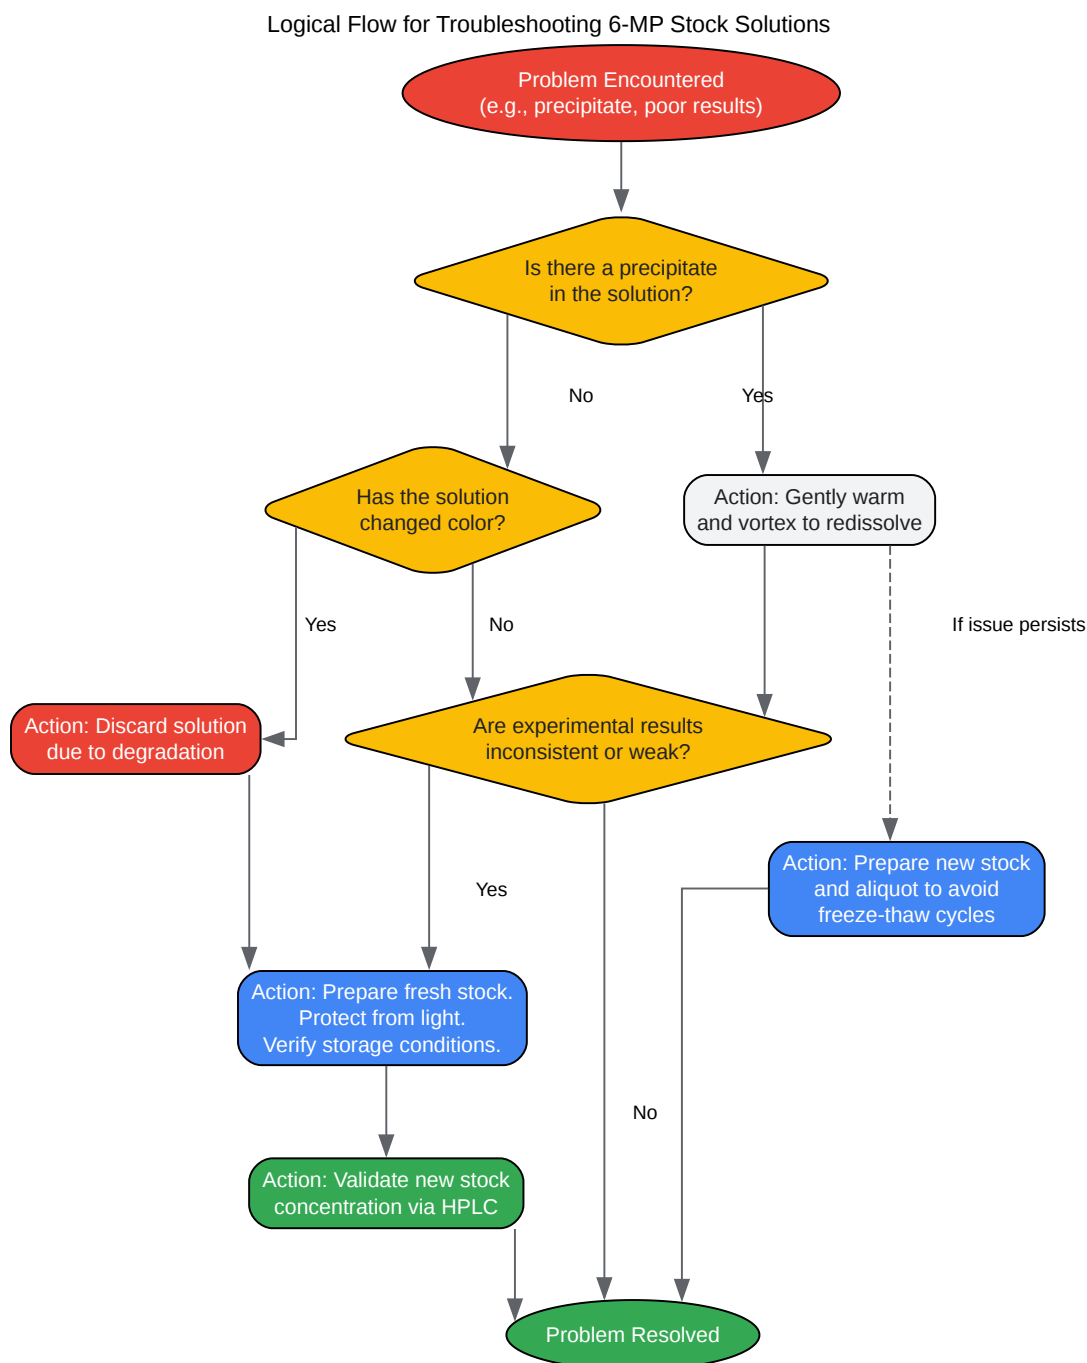 Logical Flow for Troubleshooting 6-MP Stock Solutions
Problem Encountered
(e.g., precipitate, poor results)
Is there a precipitate
in the solution?
No
Yes
Has the solution
changed color?
Action: Gently warm
and vortex to redissolve
Yes
No
If issue persists
Action: Discard solution
due to degradation
Are experimental results
inconsistent or weak?
Action: Prepare new stock
and aliquot to avoid
freeze-thaw cycles
Yes
Action: Prepare fresh stock.
Protect from light.
Verify storage conditions.
No
Action: Validate new stock
concentration via HPLC
Problem Resolved